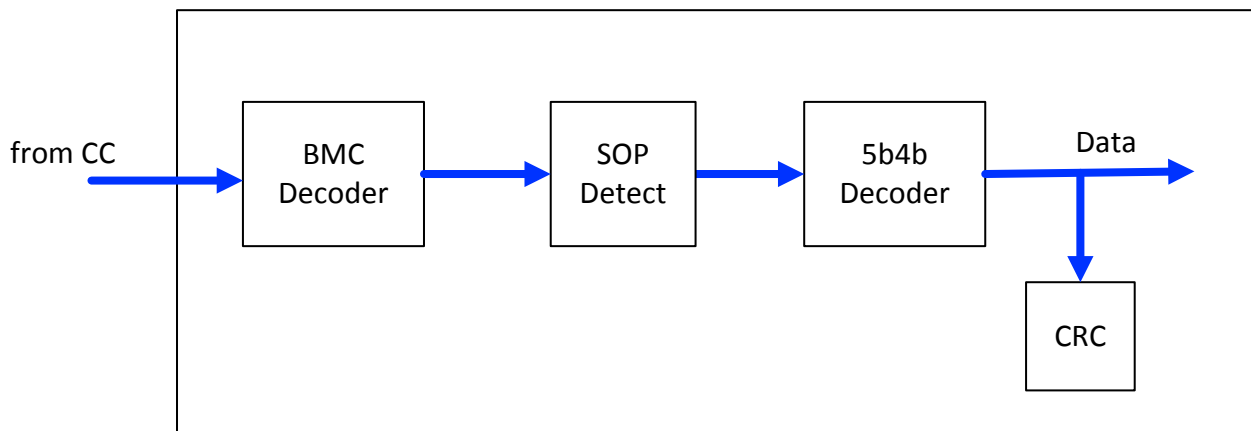 from CC
BMC
Decoder
SOP
Detect
5b4b
Decoder
Data
CRC